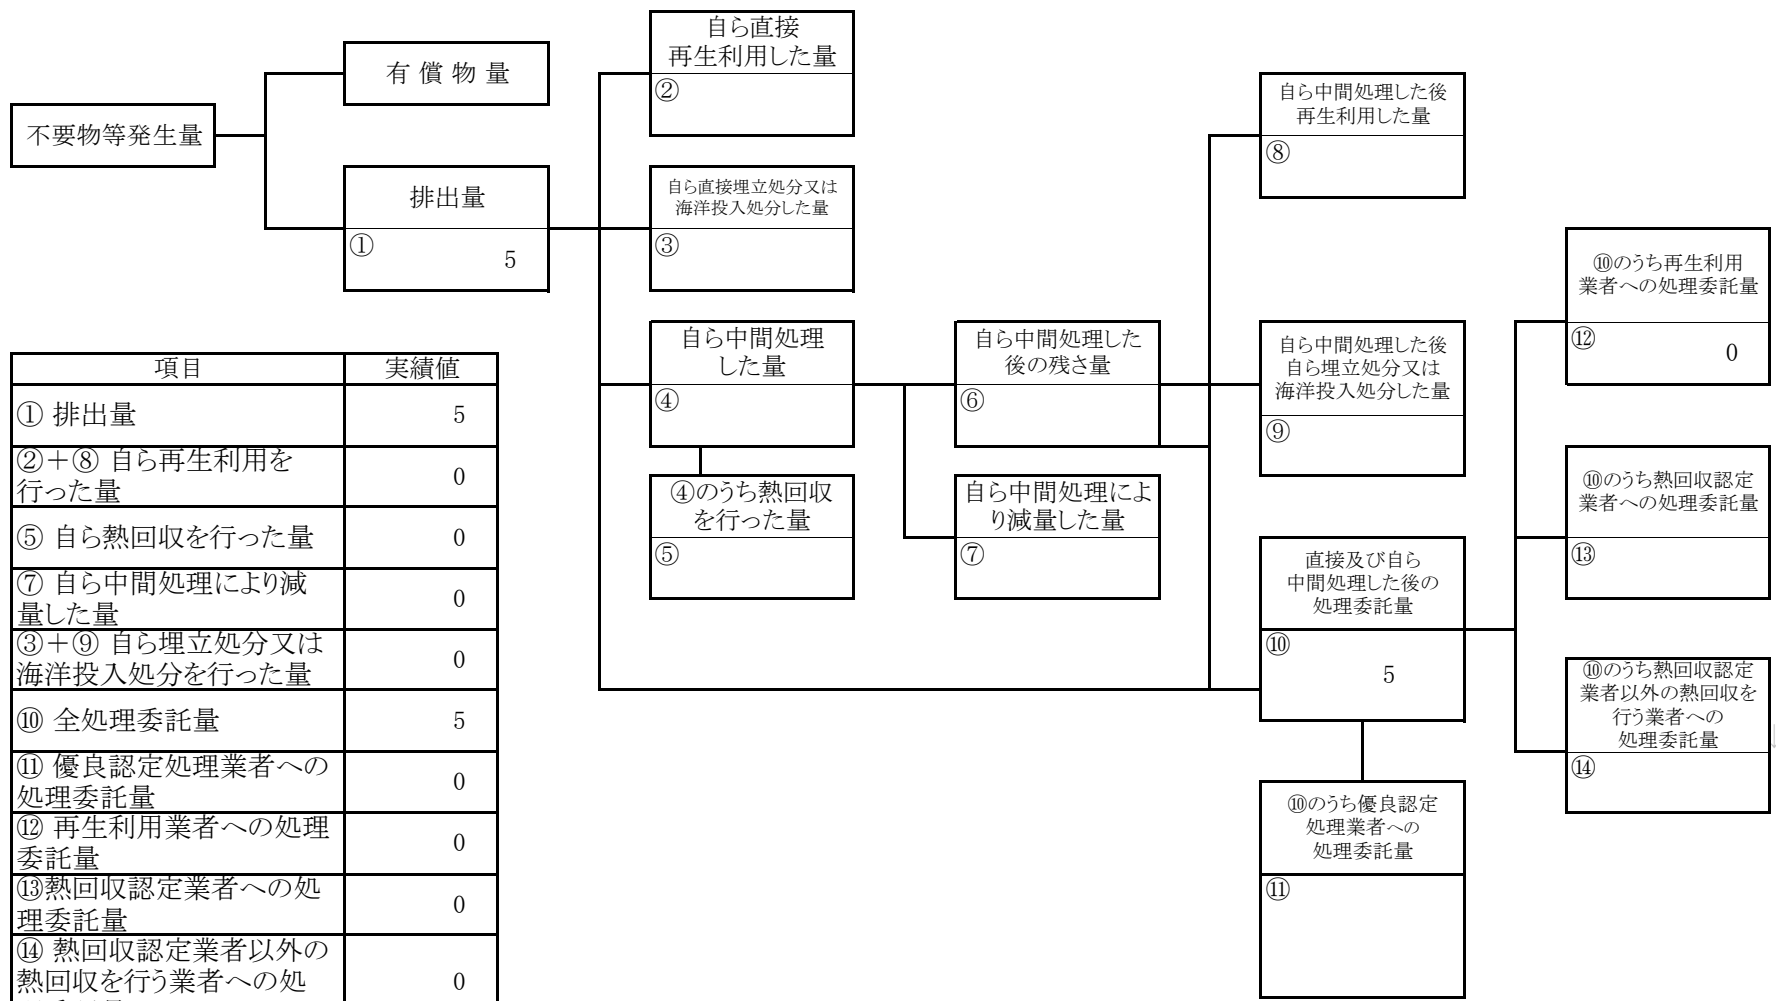 不要物等発生量
有償物量
排出量
①
5
自ら直接
再生利用した量
②
自ら直接埋立処分又は
海洋投入処分した量
③
自ら中間処理
した量
④
④のうち熱回収
を行った量
⑤
自ら中間処理した
後の残さ量
⑥
自ら中間処理によ
り減量した量
⑦
自ら中間処理した後
再生利用した量
⑧
自ら中間処理した後
自ら埋立処分又は
海洋投入処分した量
⑨
直接及び自ら
中間処理した後の
処理委託量
⑩
5
⑩のうち優良認定
処理業者への
処理委託量
⑪
⑩のうち再生利用
業者への処理委託量
⑫
0
⑩のうち熱回収認定
業者への処理委託量
⑬
⑩のうち熱回収認定
業者以外の熱回収を
行う業者への
処理委託量
⑭
項目 実績値
① 排出量 5
②＋⑧ 自ら再生利用を
行った量 0
⑤ 自ら熱回収を行った量 0
⑦ 自ら中間処理により減
量した量 0
③＋⑨ 自ら埋立処分又は
海洋投入処分を行った量 0
⑩ 全処理委託量 5
⑪ 優良認定処理業者への
処理委託量 0
⑫ 再生利用業者への処理
委託量 0
⑬熱回収認定業者への処
理委託量 0
⑭ 熱回収認定業者以外の
熱回収を行う業者への処 0